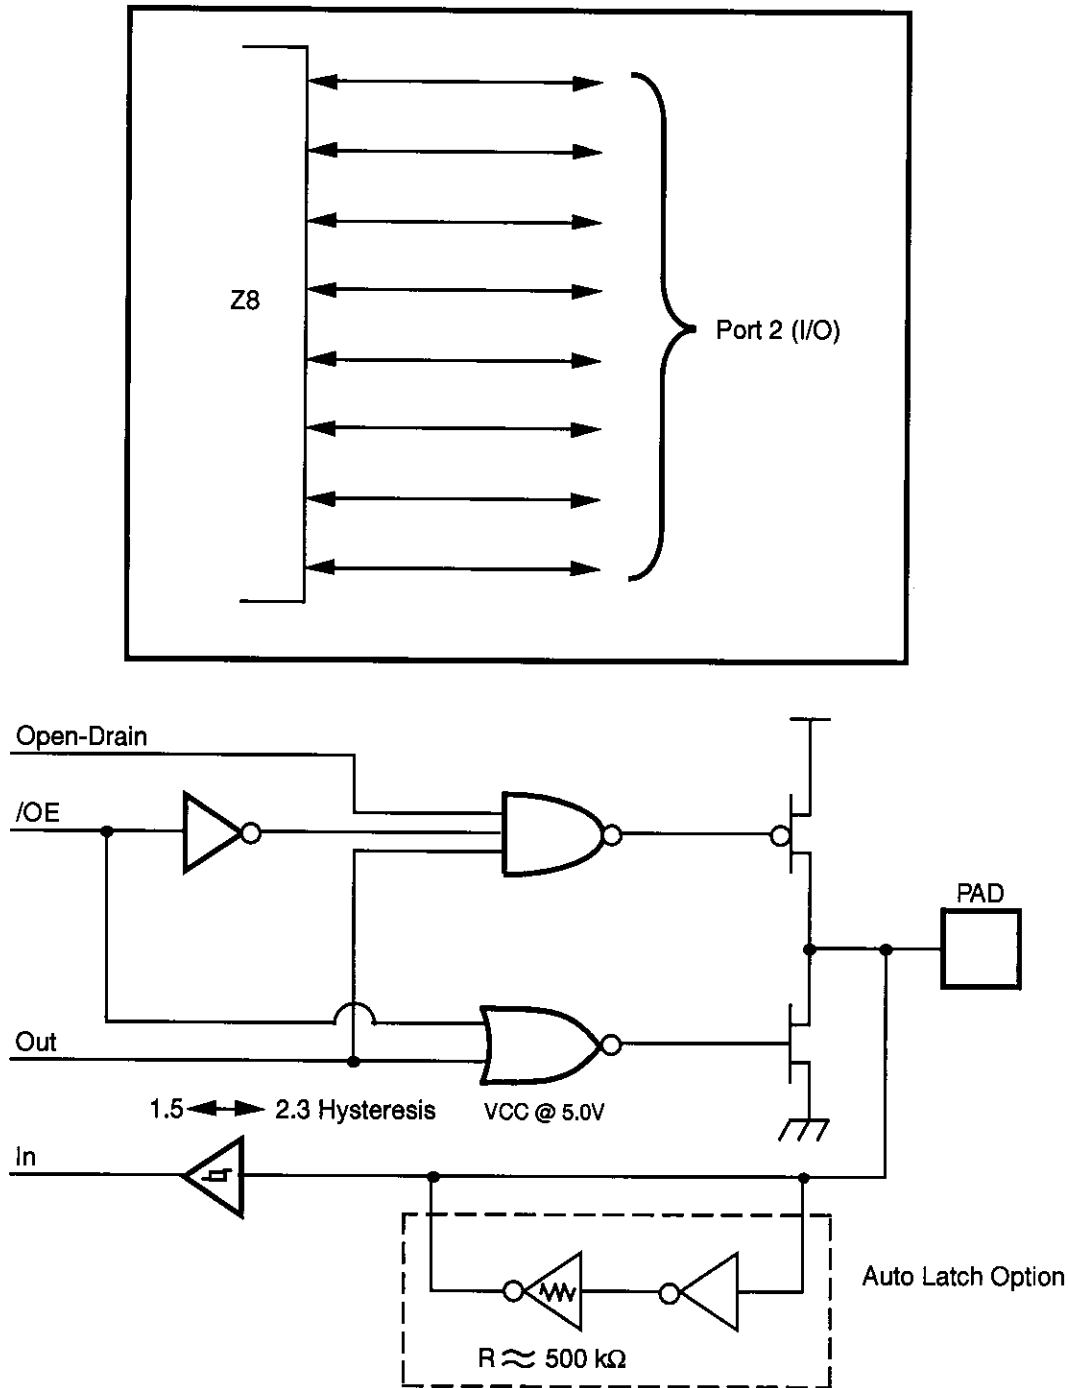 Z8
Port 2 (I/O)
Open-Drain
/OE
PAD
Out
1.5 2.3 Hysteresis VCC @ 5.0V
In
Auto Latch Option
R ≈ 500 kΩ